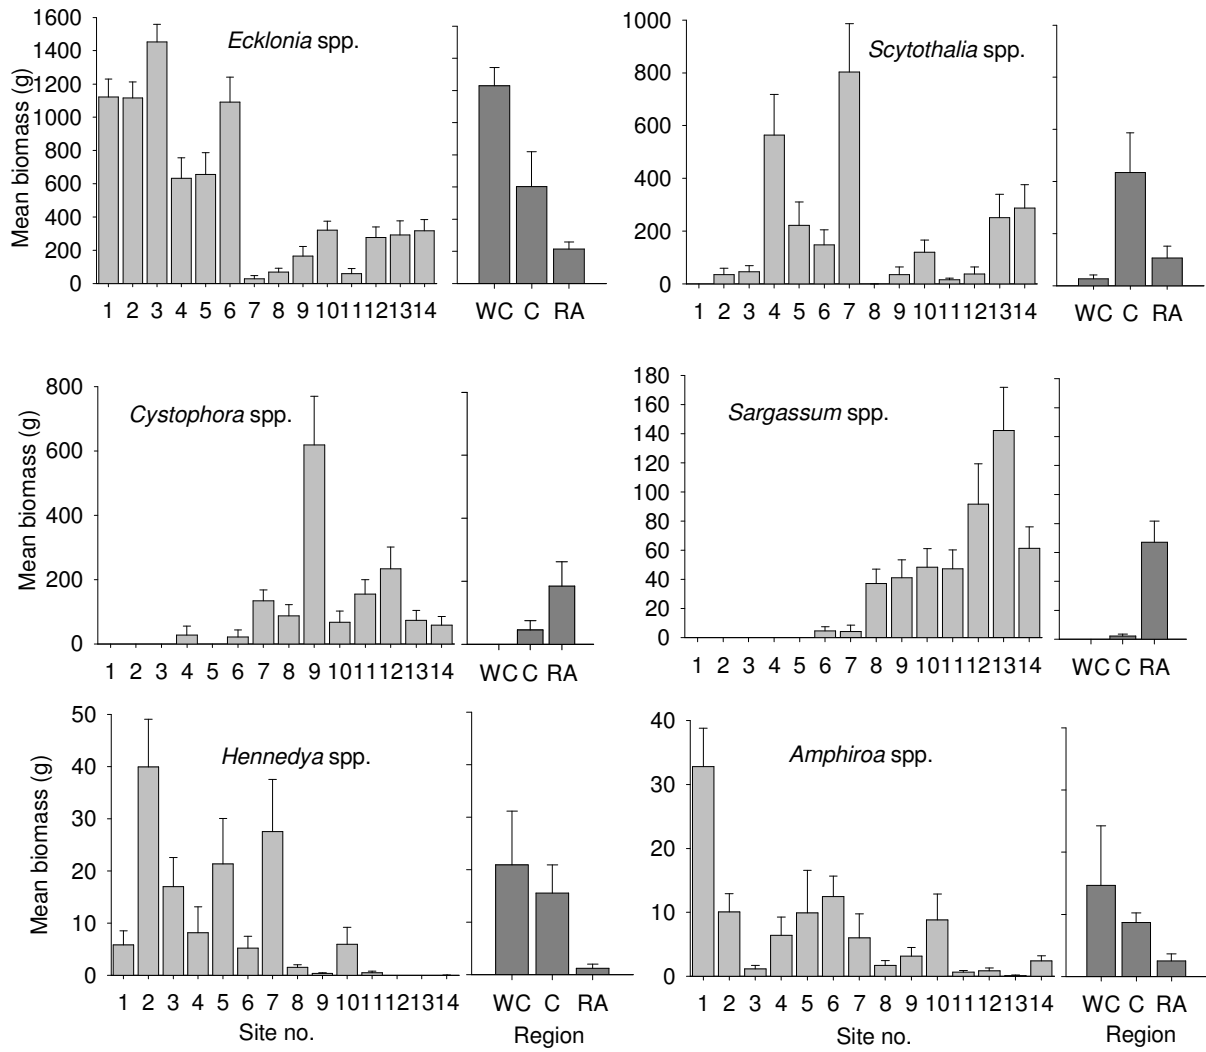 Ecklonia spp.
Mean biomass (g)
1600
1400
1200
1000
800
600
400
200
0
1 2 3 4 5 6 7 8 9 10 11 12 13 14
WC C RA
Scytothalia spp.
1000
800
600
400
200
0
1 2 3 4 5 6 7 8 9 10 11 12 13 14
WC C RA
Cystophora spp.
Mean biomass (g)
800
600
400
200
0
1 2 3 4 5 6 7 8 9 10 11 12 13 14
WC C RA
Sargassum spp.
180
160
140
120
100
80
60
40
20
0
1 2 3 4 5 6 7 8 9 10 11 12 13 14
WC C RA
Hennedya spp.
Mean biomass (g)
50
40
30
20
10
0
1 2 3 4 5 6 7 8 9 10 11 12 13 14
WC C RA
Site no.
Region
Amphiroa spp.
40
30
20
10
0
1 2 3 4 5 6 7 8 9 10 11 12 13 14
WC C RA
Site no.
Region